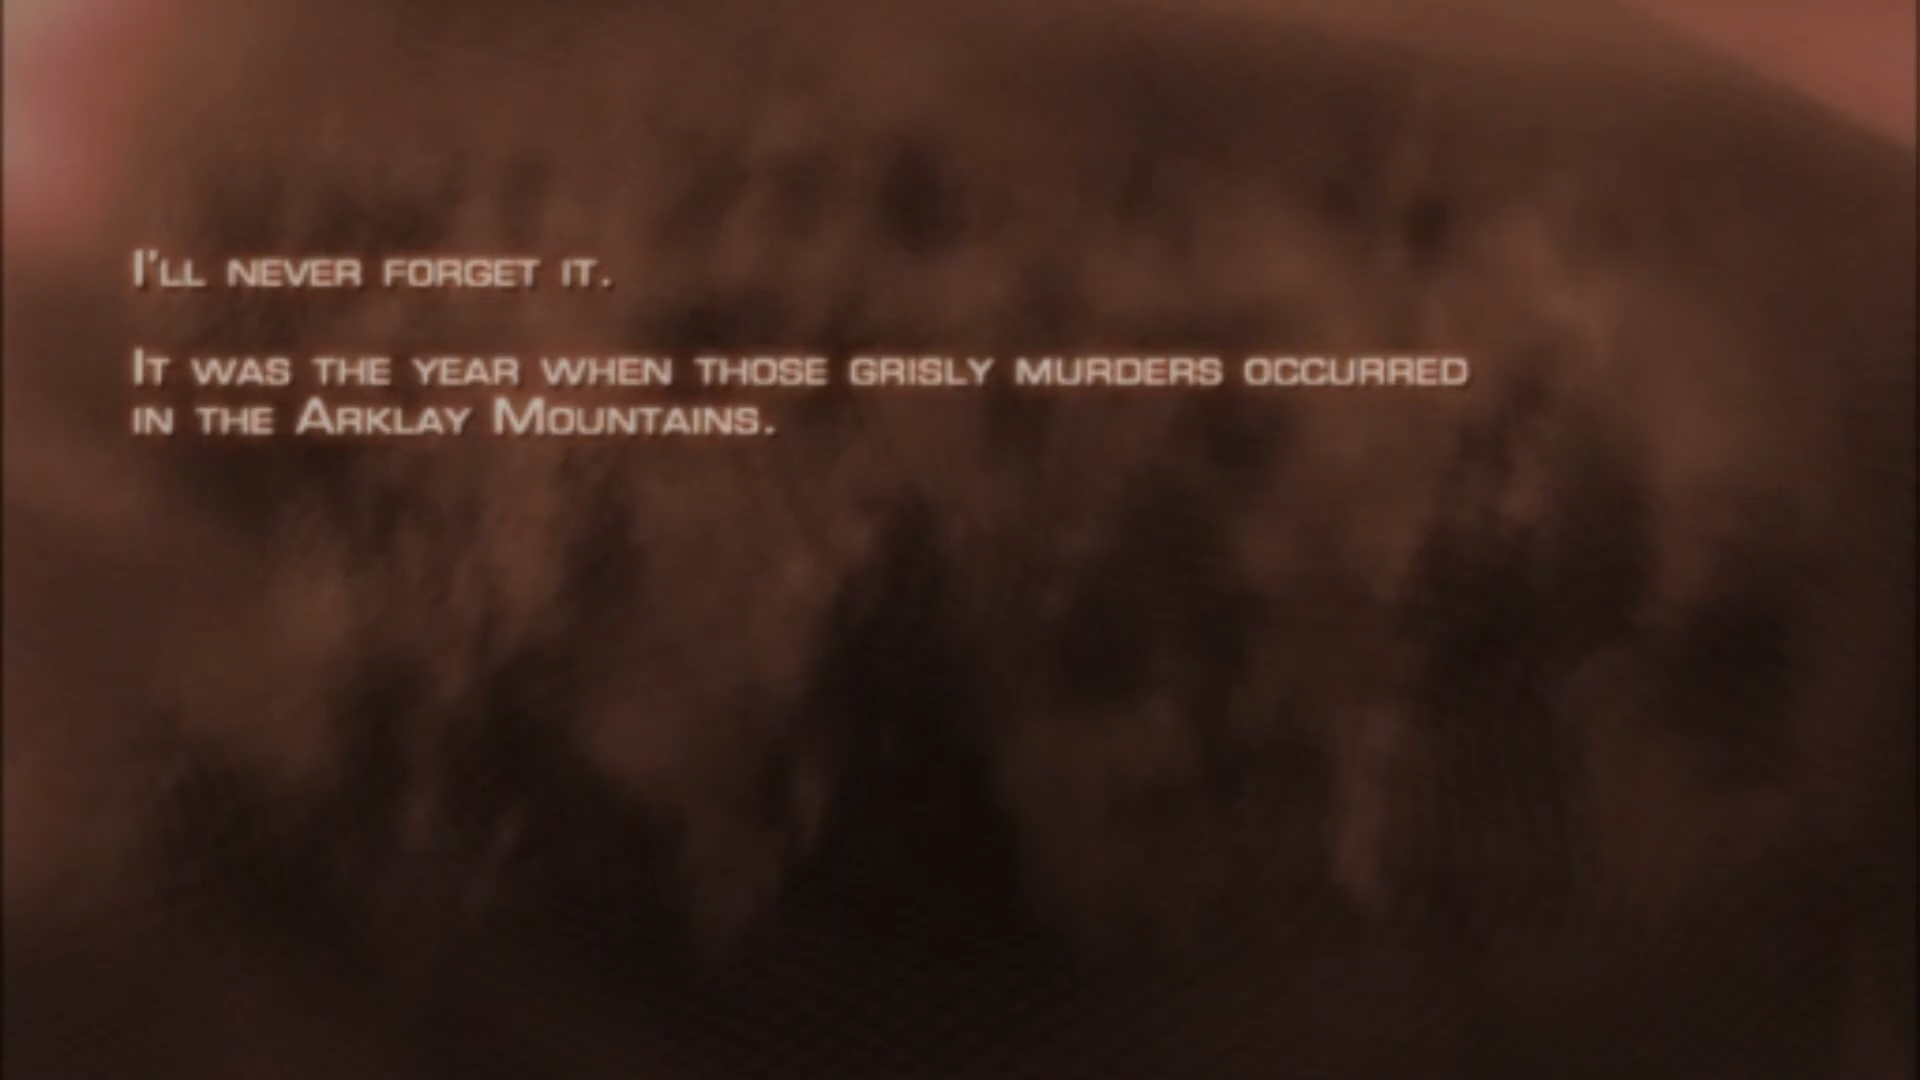 I'll never forget it.
It was the year when those grisly murders occurred
in the Arklay Mountains.